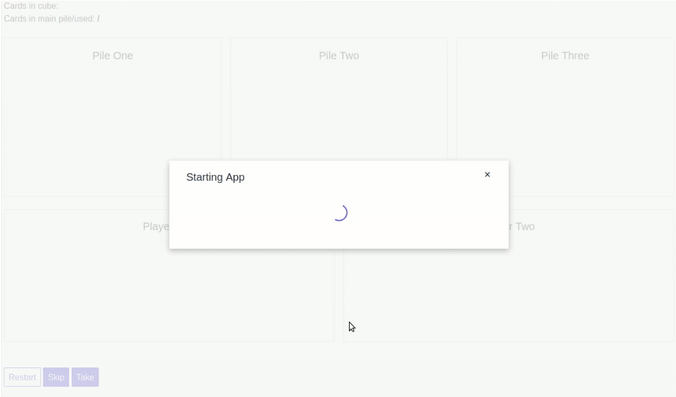 Cards in cube:
Cards in main pile/used: /
Pile One
Pile Two
Pile Three
Starting App
×
Playe
r Two
Restart
Skip
Take